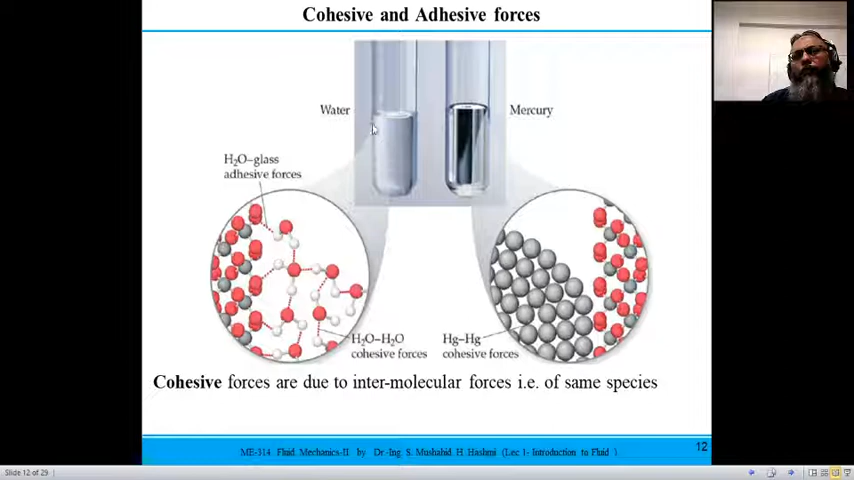 Cohesive and Adhesive forces
Water
Mercury
H₂O–glass
adhesive forces
H₂O–H₂O
cohesive forces
Hg–Hg
cohesive forces
Cohesive forces are due to inter-molecular forces i.e. of same species
ME-314 Fluid Mechanics-II by Dr-Ing. S. Mushahid H. Hashmi (Lec 1- Introduction to Fluid )
12
Slide 12 of 29